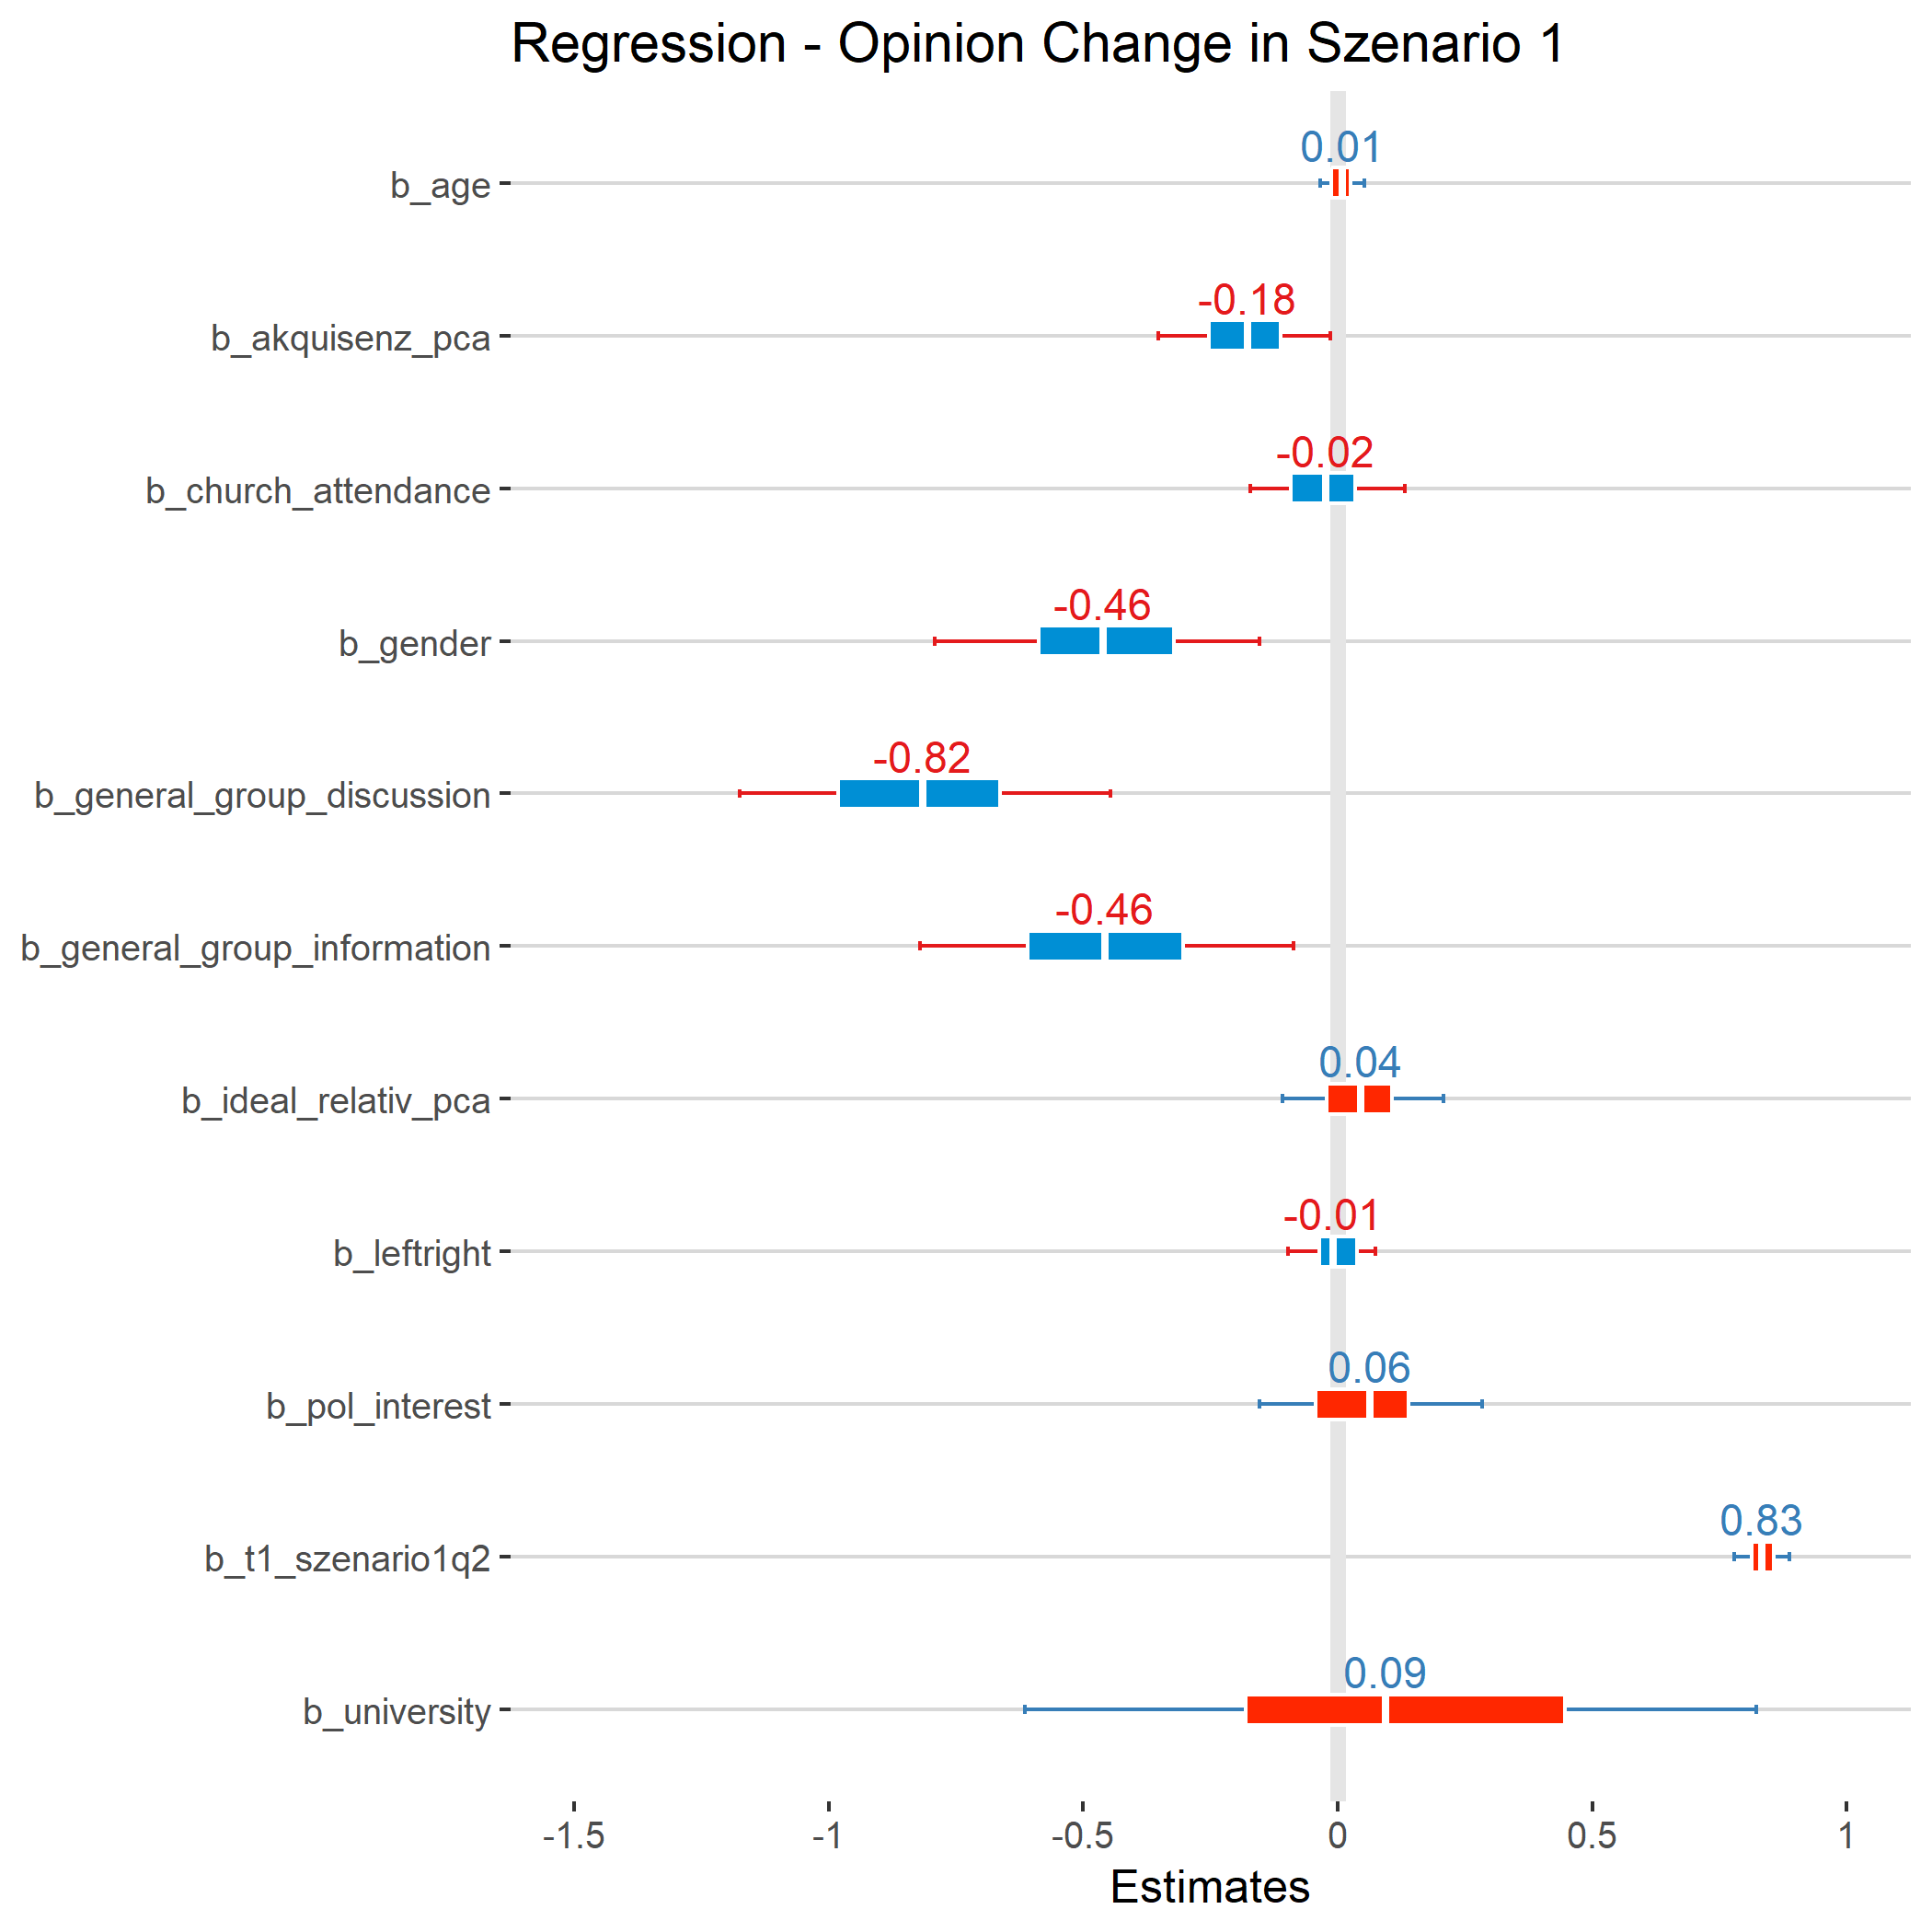 Regression - Opinion Change in Szenario 1
b_age
0.01
b_akquisenz_pca
-0.18
b_church_attendance
-0.02
b_gender
-0.46
b_general_group_discussion
-0.82
b_general_group_information
-0.46
b_ideal_relativ_pca
0.04
b_leftright
-0.01
b_pol_interest
0.06
b_t1_szenario1q2
0.83
b_university
0.09
-1.5 -1 -0.5 0 0.5 1
Estimates